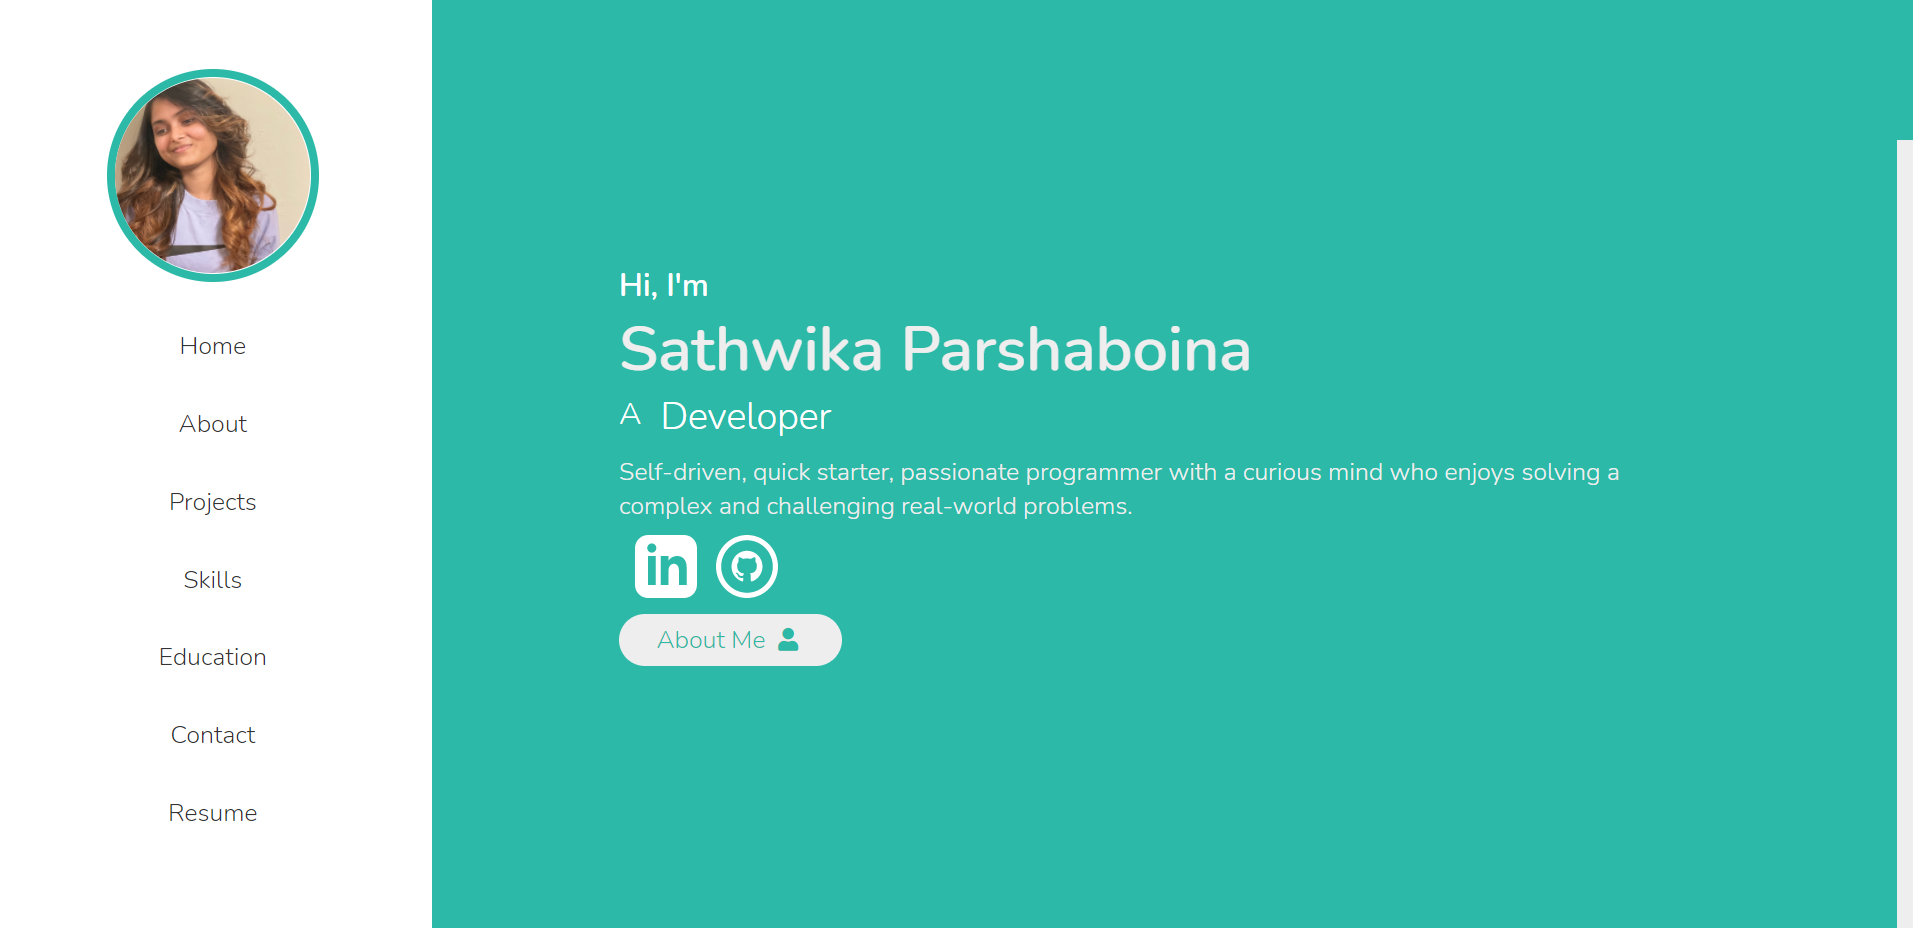 Home
About
Projects
Skills
Education
Contact
Resume
Hi, I'm
Sathwika Parshaboina
A Developer
Self-driven, quick starter, passionate programmer with a curious mind who enjoys solving a
complex and challenging real-world problems.
in
About Me